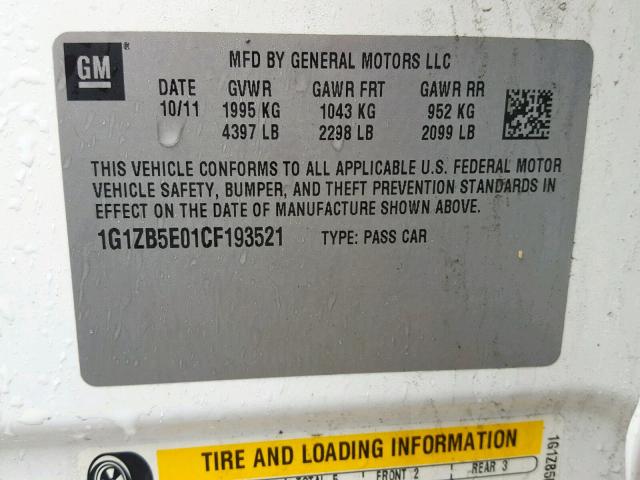 GM ® MFD BY GENERAL MOTORS LLC
DATE GVWR GAWR FRT GAWR RR
10/11 1995 KG 1043 KG 952 KG
4397 LB 2298 LB 2099 LB
THIS VEHICLE CONFORMS TO ALL APPLICABLE U.S. FEDERAL MOTOR
VEHICLE SAFETY, BUMPER, AND THEFT PREVENTION STANDARDS IN
EFFECT ON THE DATE OF MANUFACTURE SHOWN ABOVE.
1G1ZB5E01CF193521 TYPE: PASS CAR
TIRE AND LOADING INFORMATION
TOTAL 5 FRONT 2 REAR 3
1G1ZB5